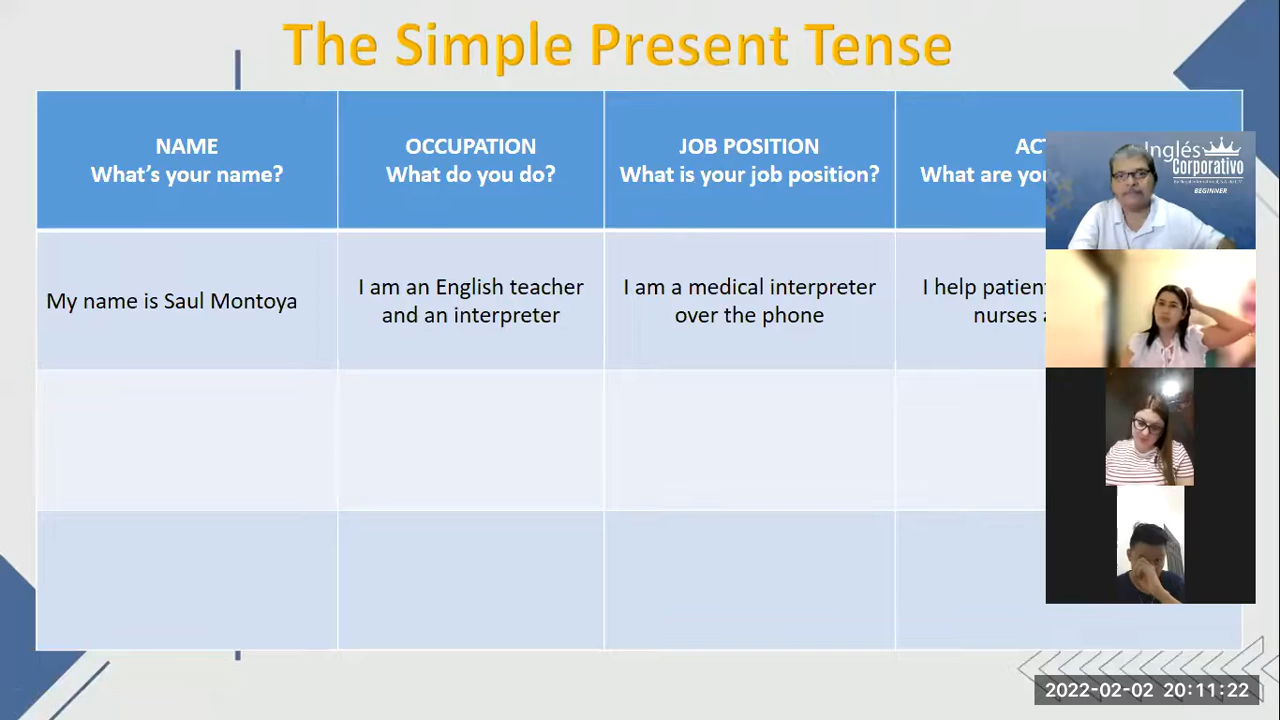 The Simple Present Tense
NAME
What's your name?
OCCUPATION
What do you do?
JOB POSITION
What is your job position?
ACT
What are you
My name is Saul Montoya
I am an English teacher
and an interpreter
I am a medical interpreter
over the phone
I help patient
nurses
Inglés
Corporativo
BEGINNER
2022-02-02 20:11:22